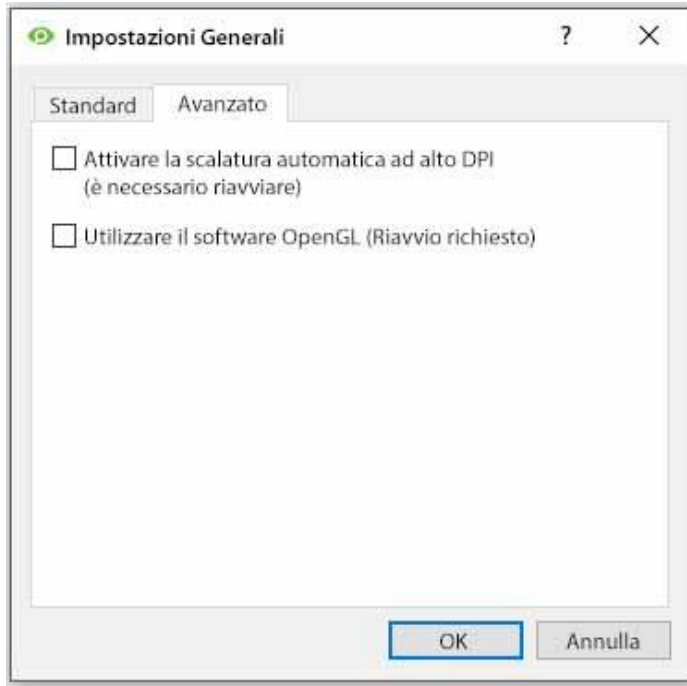 Impostazioni Generali ?
Standard Avanzato
Attivare la scalatura automatica ad alto DPI
(è necessario riavviare)
Utilizzare il software OpenGL (Riavvio richiesto)
OK Annulla